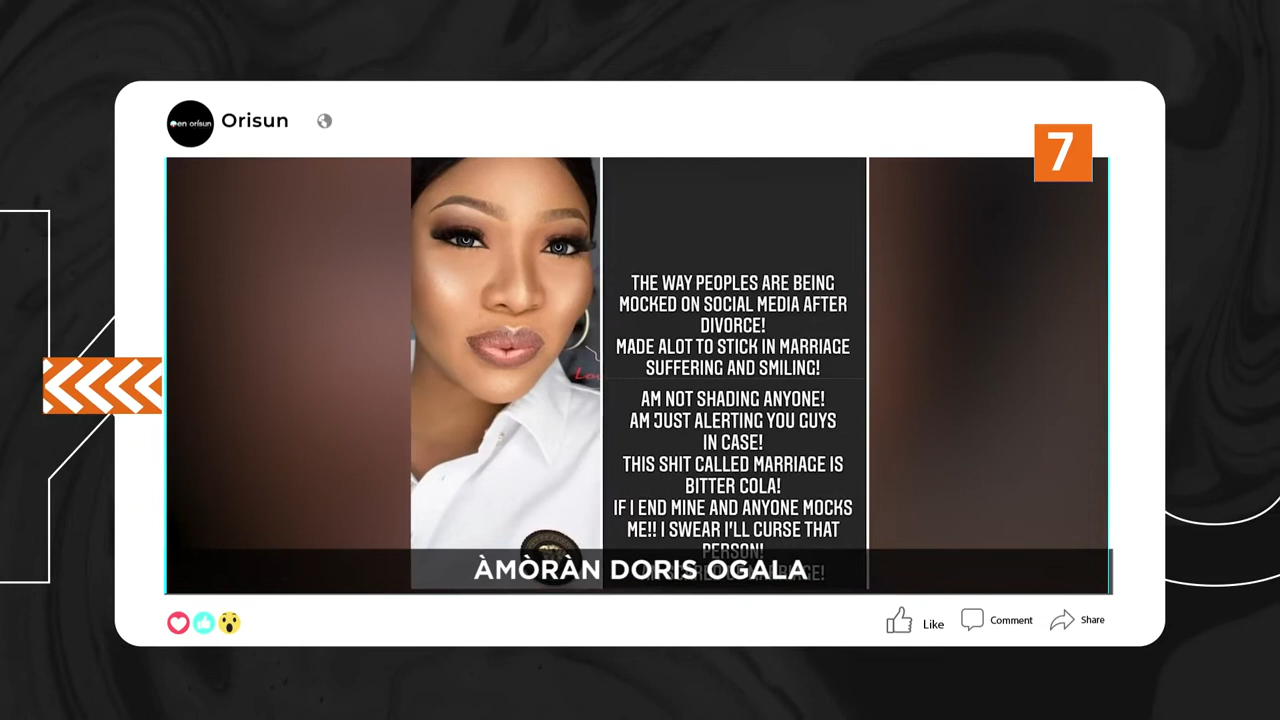 en orisun
Orisun
7
THE WAY PEOPLES ARE BEING
MOCKED ON SOCIAL MEDIA AFTER
DIVORCE!
MADE ALOT TO STICK IN MARRIAGE
SUFFERING AND SMILING!
AM NOT SHADING ANYONE!
AM JUST ALERTING YOU GUYS
IN CASE!
THIS SHIT CALLED MARRIAGE IS
BITTER COLA!
IF I END MINE AND ANYONE MOCKS
ME!! I SWEAR I'LL CURSE THAT
PERSON!
ÀMÒRÀN DORIS OGALA
Like
Comment
Share